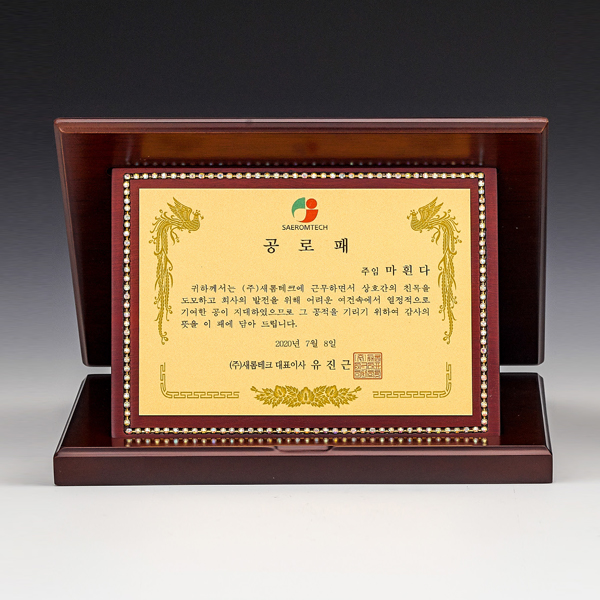 SAEROMTECH
공 로 패
주임 마 흰 다
귀하께서는 (주)새롬테크에 근무하면서 상호간의 친목을
도모하고 회사의 발전을 위해 어려운 여건속에서 열정적으로
기여한 공이 지대하였으므로 그 공적을 기리기 위하여 감사의
뜻을 이 패에 담아 드립니다.
2020년 7월 8일
(주)새롬테크 대표이사 유 진 근